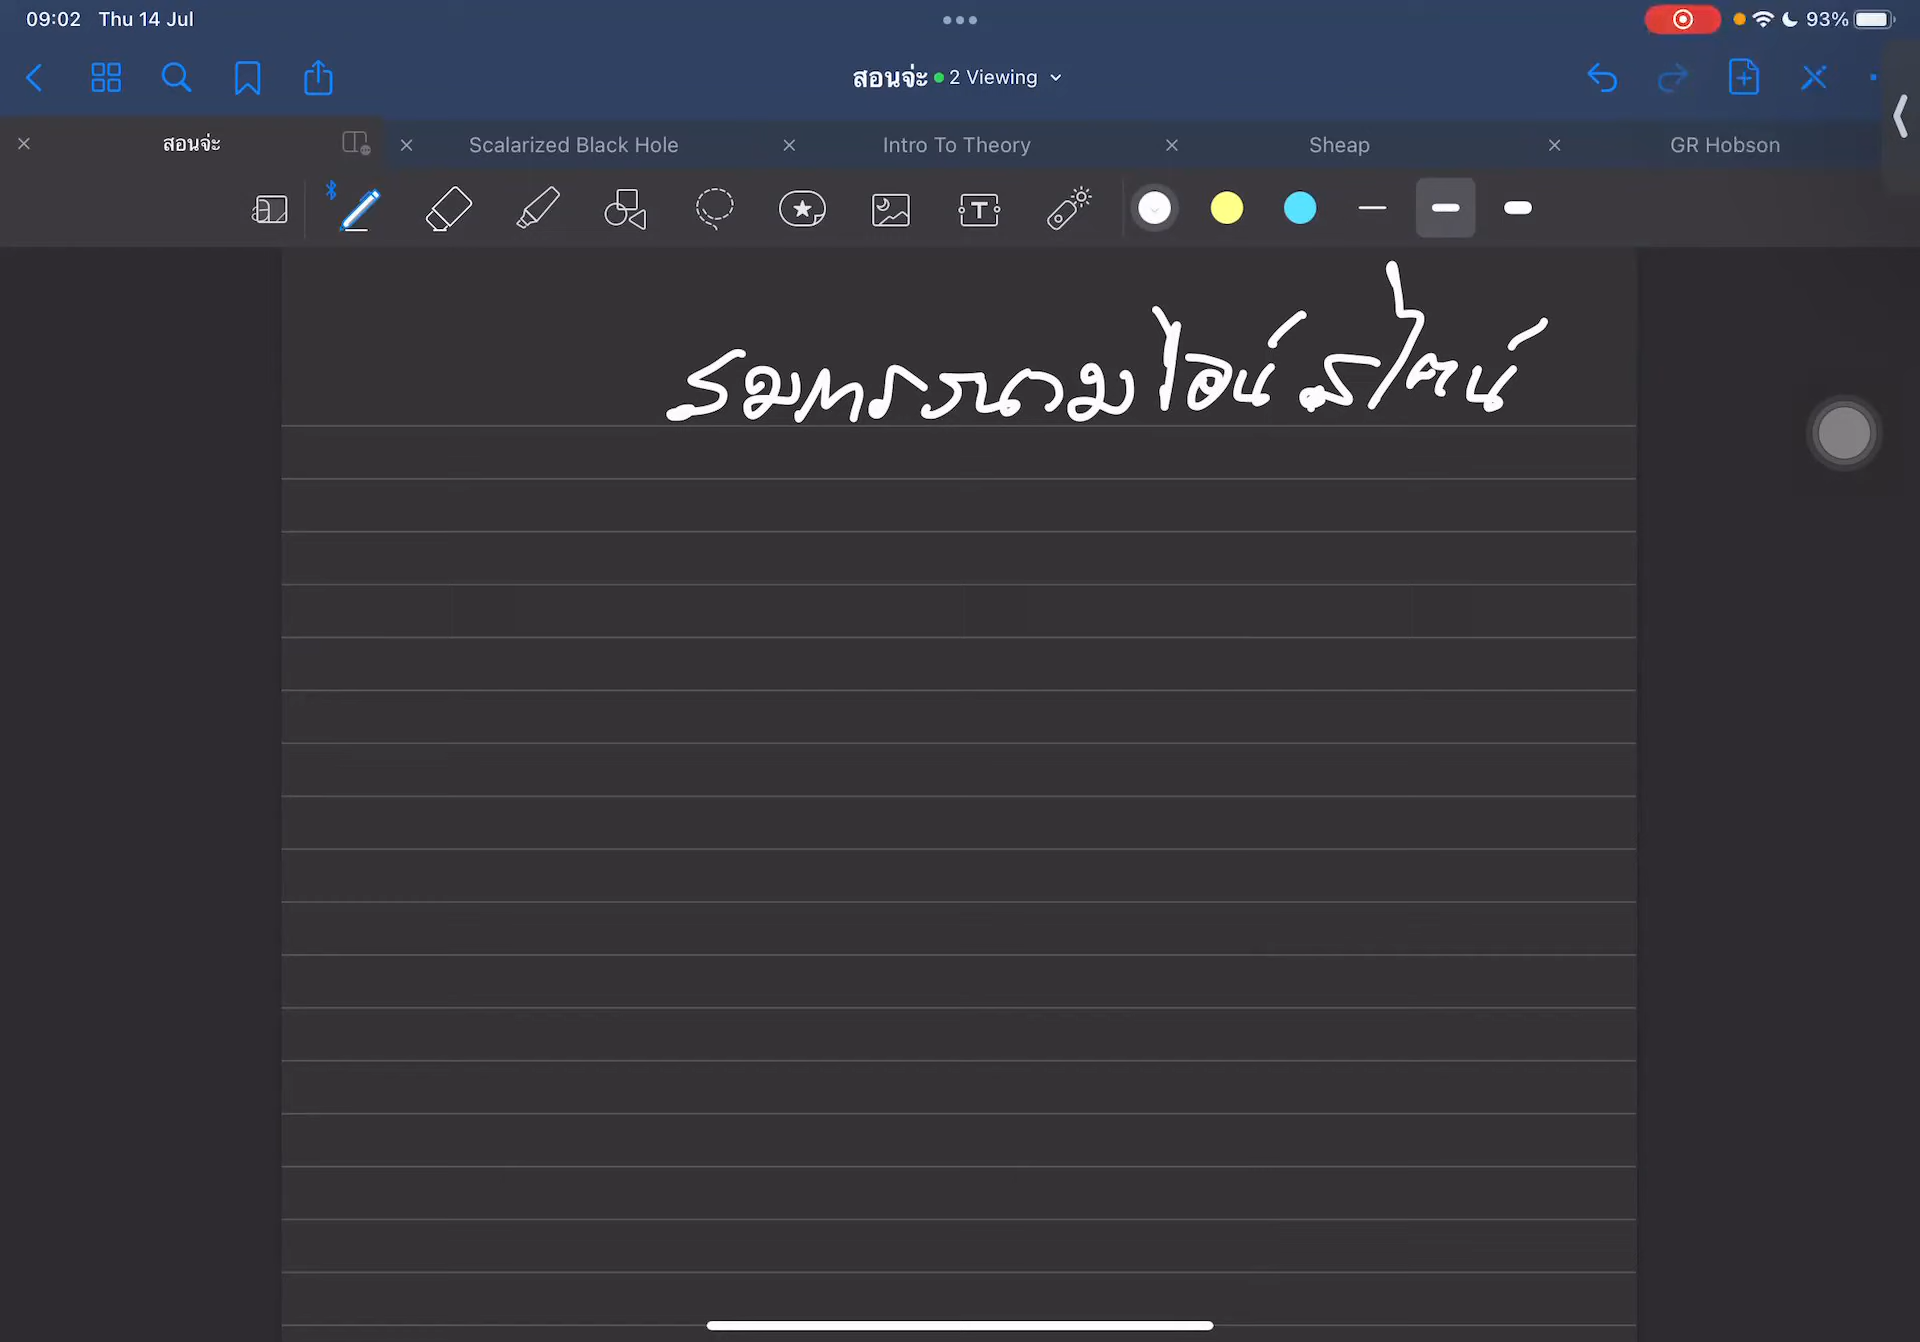 09:02 Thu 14 Jul
93%
สอนจ่ะ 2 Viewing
สอนจ่ะ
Scalarized Black Hole
Intro To Theory
Sheap
GR Hobson
T
สมการสนามไอน์สไตน์